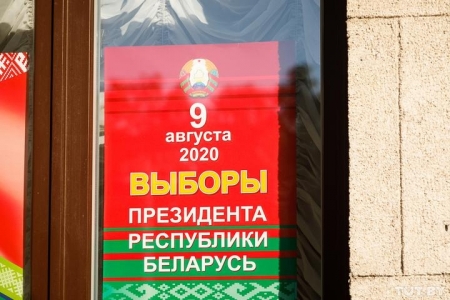 9
августа
2020
ВЫБОРЫ
ПРЕЗИДЕНТА
РЕСПУБЛИКИ
БЕЛАРУСЬ
TUT.BY